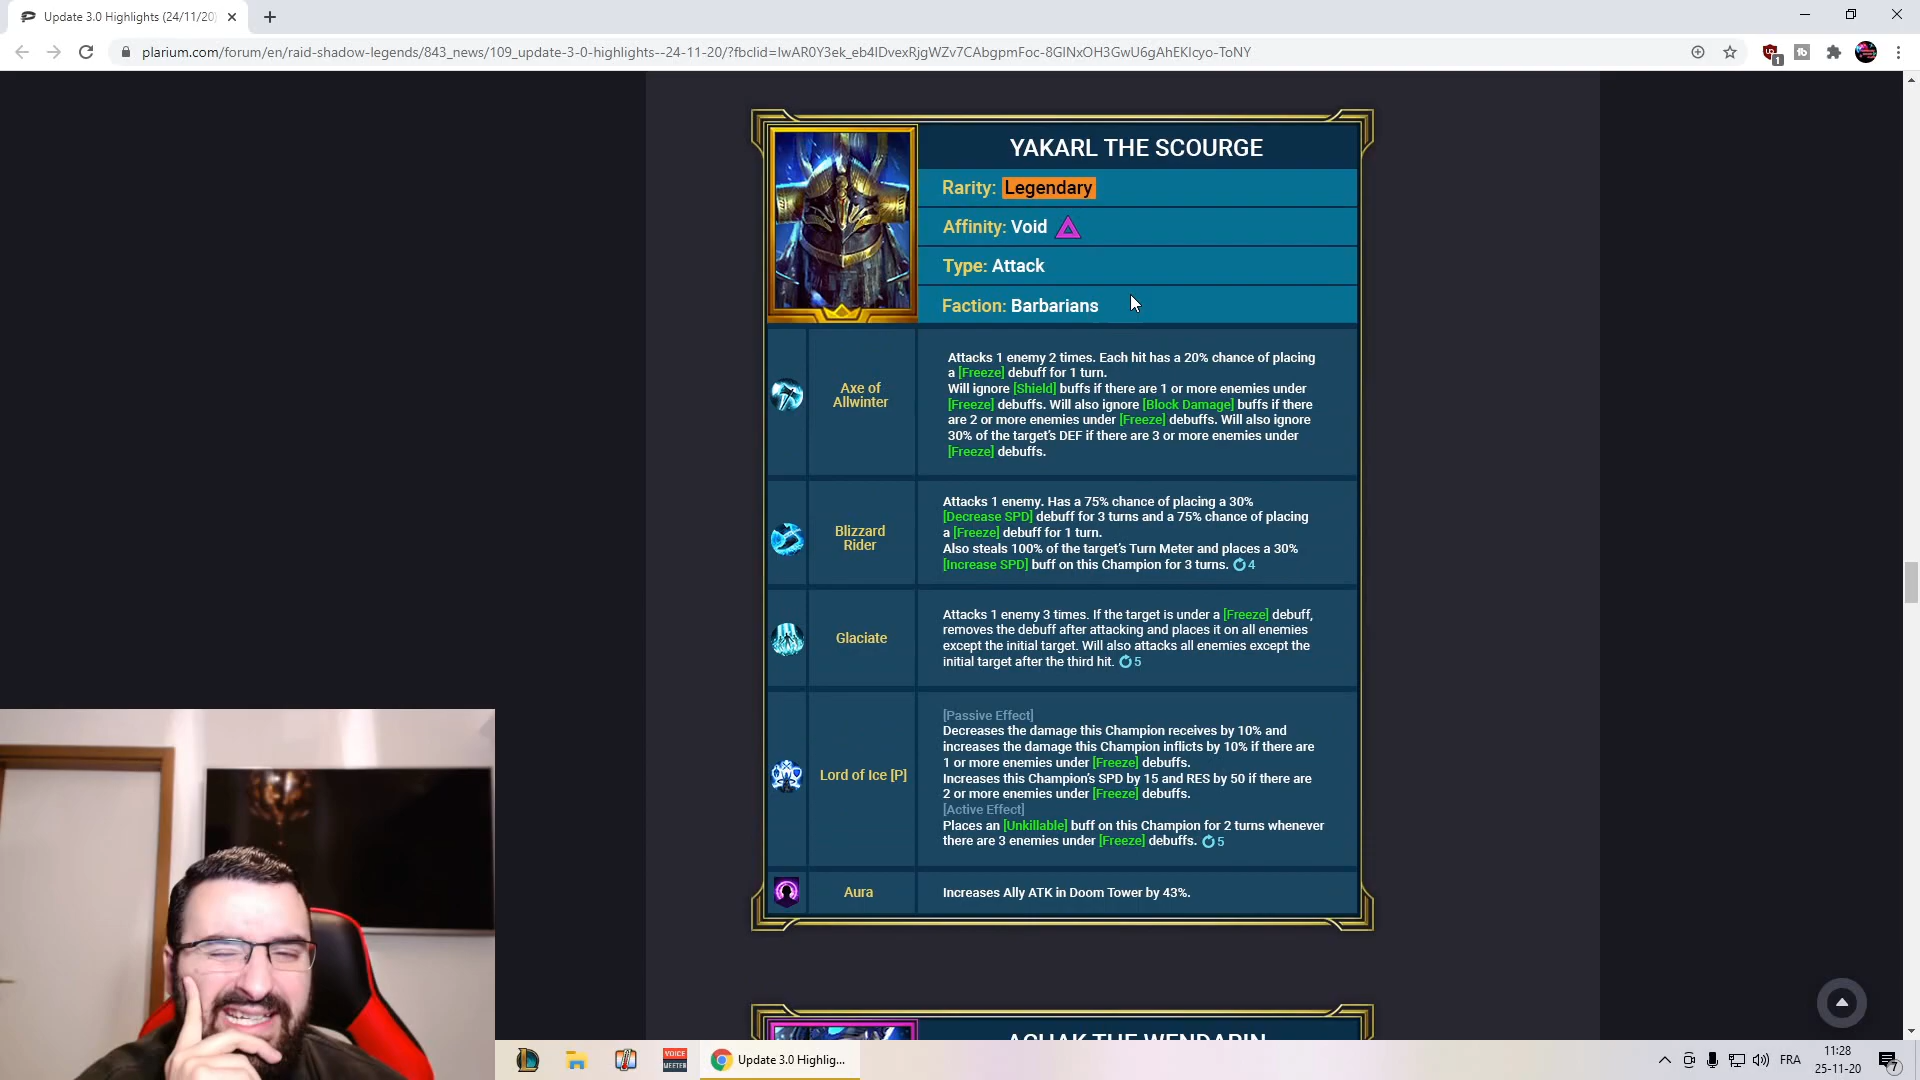 Update 3.0 Highlights (24/11/20)
plarium.com/forum/en/raid-shadow-legends/843_news/109_update-3-0-highlights--24-11-20/?fbclid=IwAR0Y3ek_eb4IDvexRjgWZv7CAbgpmFoc-8GlNxOH3GwU6gAhEKlcyo-ToNY
1
YAKARL THE SCOURGE
Rarity: Legendary
Affinity: Void
Type: Attack
Faction: Barbarians
Axe of
Allwinter
Attacks 1 enemy 2 times. Each hit has a 20% chance of placing
a [Freeze] debuff for 1 turn.
Will ignore [Shield] buffs if there are 1 or more enemies under
[Freeze] debuffs. Will also ignore [Block Damage] buffs if there
are 2 or more enemies under [Freeze] debuffs. Will also ignore
30% of the target's DEF if there are 3 or more enemies under
[Freeze] debuffs.
Blizzard
Rider
Attacks 1 enemy. Has a 75% chance of placing a 30%
[Decrease SPD] debuff for 3 turns and a 75% chance of placing
a [Freeze] debuff for 1 turn.
Also steals 100% of the target's Turn Meter and places a 30%
[Increase SPD] buff on this Champion for 3 turns. 4
Glaciate
Attacks 1 enemy 3 times. If the target is under a [Freeze] debuff,
removes the debuff after attacking and places it on all enemies
except the initial target. Will also attacks all enemies except the
initial target after the third hit. 5
Lord of Ice [P]
[Passive Effect]
Decreases the damage this Champion receives by 10% and
increases the damage this Champion inflicts by 10% if there are
1 or more enemies under [Freeze] debuffs.
Increases this Champion's SPD by 15 and RES by 50 if there are
2 or more enemies under [Freeze] debuffs.
[Active Effect]
Places an [Unkillable] buff on this Champion for 2 turns whenever
there are 3 enemies under [Freeze] debuffs. 5
Aura
Increases Ally ATK in Doom Tower by 43%.
ACHAK THE WENDARIN
VOICE
MEETER
Update 3.0 Highlig...
FRA
11:28
25-11-20
7